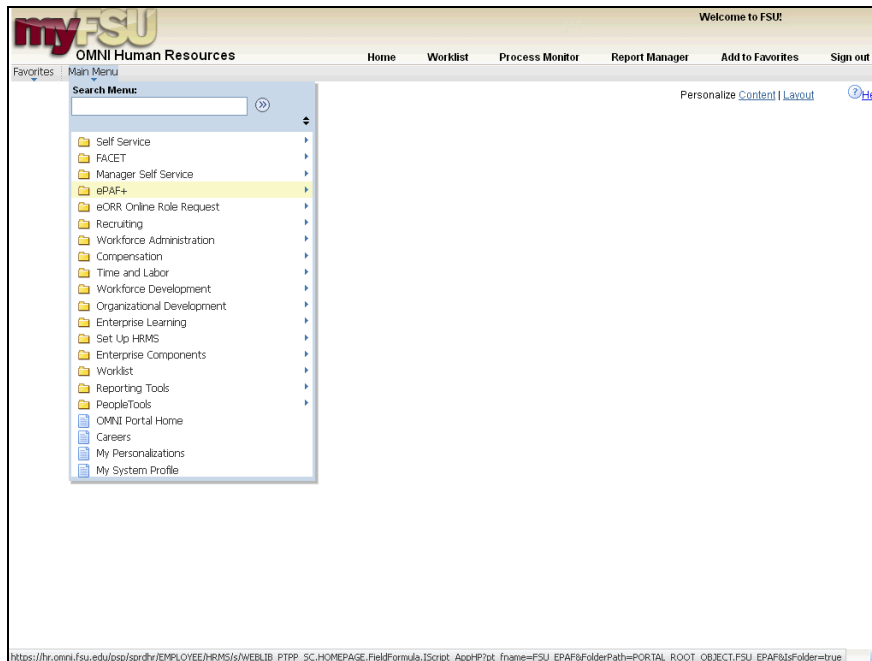 Welcome to FSU!
myFSU
OMNI Human Resources
Home Worklist Process Monitor Report Manager Add to Favorites Sign out
Favorites Main Menu
Search Menu:
Personalize Content | Layout
Self Service
FACET
Manager Self Service
ePAF+
eORR Online Role Request
Recruiting
Workforce Administration
Compensation
Time and Labor
Workforce Development
Organizational Development
Enterprise Learning
Set Up HRMS
Enterprise Components
Worklist
Reporting Tools
PeopleTools
OMNI Portal Home
Careers
My Personalizations
My System Profile
https://hr.omni.fsu.edu/psp/sprdhr/EMPLOYEE/HRMS/s/WEBLIB_PTPP_SC.HOMEPAGE.FieldFormula.IScript_AppHP?pt_fname=FSU_EPAF&FolderPath=PORTAL_ROOT_OBJECT.FSU_EPAF&IsFolder=true